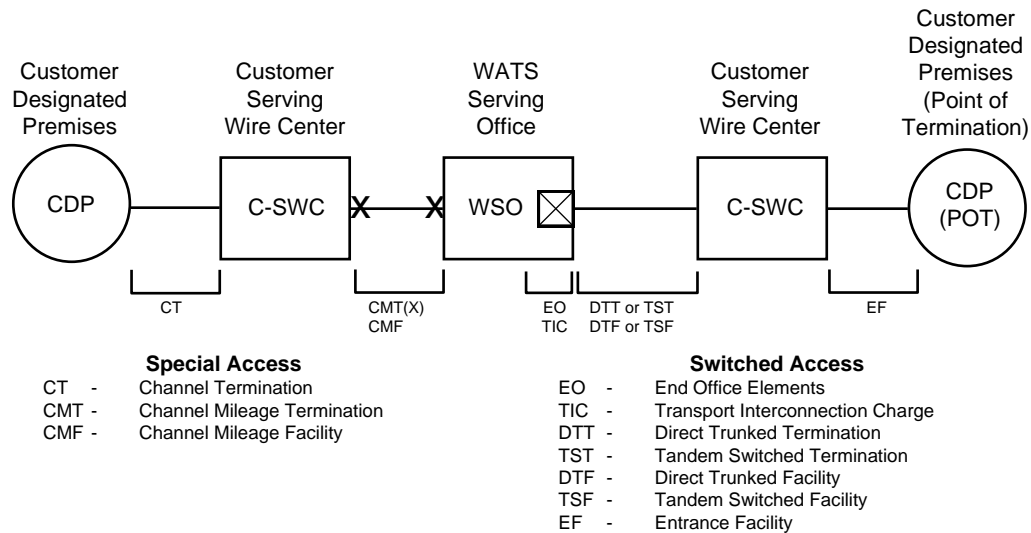 Customer
Designated
Premises
Customer
Serving
Wire Center
WATS
Serving
Office
Customer
Serving
Wire Center
Customer
Designated
Premises
(Point of
Termination)
CDP
C-SWC
X
X
WSO
C-SWC
CDP
(POT)
CT
CMT(X)
CMF
EO
TIC
DTT or TST
DTF or TSF
EF
Special Access
CT - Channel Termination
CMT - Channel Mileage Termination
CMF - Channel Mileage Facility
Switched Access
EO - End Office Elements
TIC - Transport Interconnection Charge
DTT - Direct Trunked Termination
TST - Tandem Switched Termination
DTF - Direct Trunked Facility
TSF - Tandem Switched Facility
EF - Entrance Facility